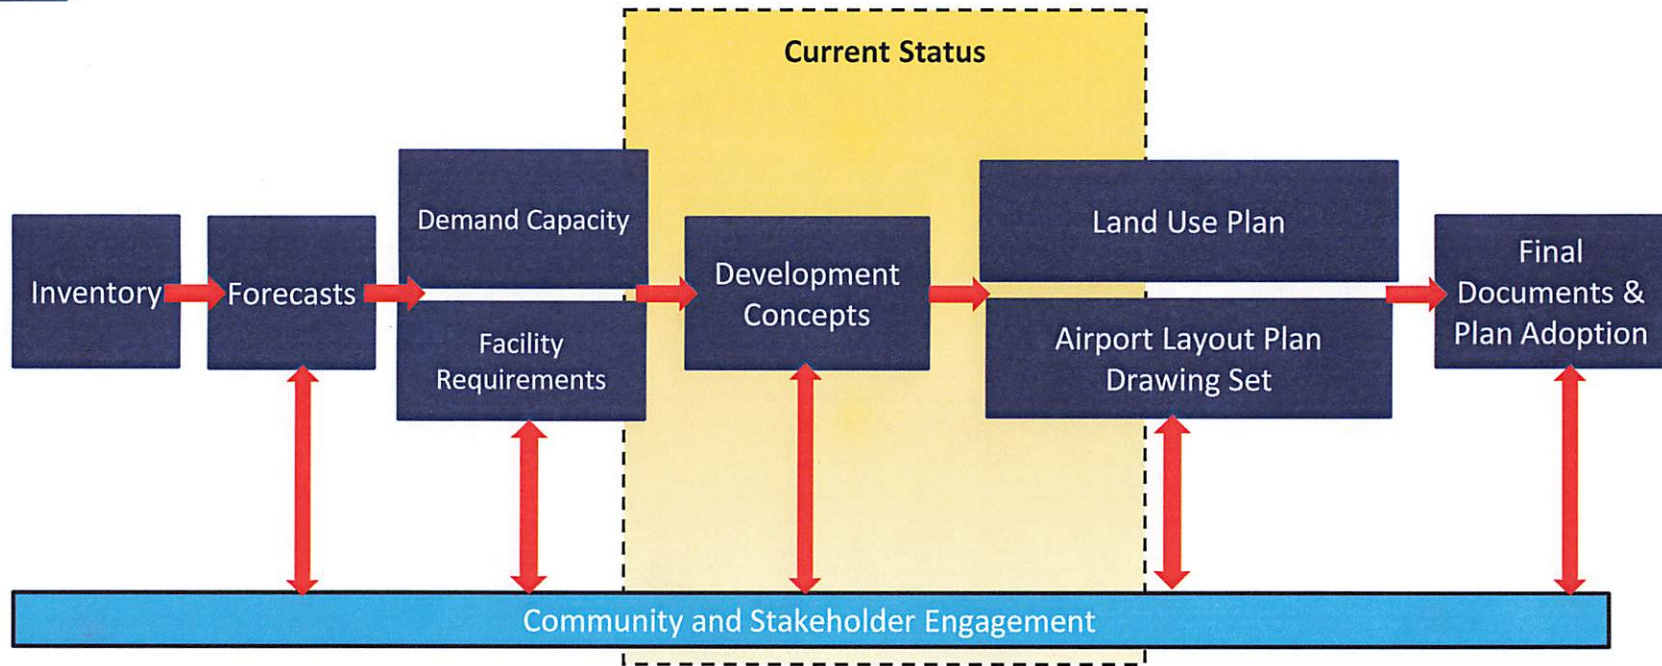 Current Status
Inventory
Forecasts
Demand Capacity
Facility
Requirements
Development
Concepts
Land Use Plan
Airport Layout Plan
Drawing Set
Final
Documents &
Plan Adoption
Community and Stakeholder Engagement